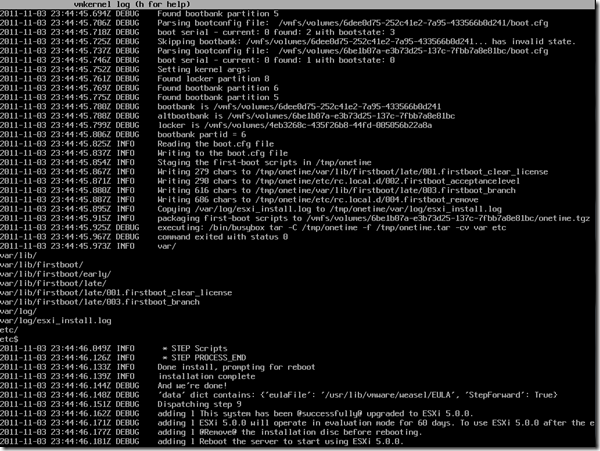 vmkernel log (h for help)
2011-11-03 23:44:45.694Z DEBUG Found bootbank partition 5
2011-11-03 23:44:45.706Z DEBUG Parsing bootconfig file: /vmfs/volumes/6dee0d75-252c41e2-7a95-433566b0d241/boot.cfg
2011-11-03 23:44:45.718Z DEBUG boot serial - current: 0 found: 2 with bootstate: 3
2011-11-03 23:44:45.725Z DEBUG Skipping bootbank: /vmfs/volumes/6dee0d75-252c41e2-7a95-433566b0d241... has invalid state.
2011-11-03 23:44:45.737Z DEBUG Parsing bootconfig file: /vmfs/volumes/6be1b07a-e3b73d25-137c-7fbb7a8e81bc/boot.cfg
2011-11-03 23:44:45.746Z DEBUG boot serial - current: 0 found: 1 with bootstate: 0
2011-11-03 23:44:45.752Z DEBUG Setting kernel args:
2011-11-03 23:44:45.761Z DEBUG Found locker partition 8
2011-11-03 23:44:45.769Z DEBUG Found bootbank partition 6
2011-11-03 23:44:45.775Z DEBUG Found bootbank partition 5
2011-11-03 23:44:45.780Z DEBUG bootbank is /vmfs/volumes/6dee0d75-252c41e2-7a95-433566b0d241
2011-11-03 23:44:45.788Z DEBUG altbootbank is /vmfs/volumes/6be1b07a-e3b73d25-137c-7fbb7a8e81bc
2011-11-03 23:44:45.799Z DEBUG locker is /vmfs/volumes/4eb3268c-435f26b8-44fd-005056b22a8a
2011-11-03 23:44:45.806Z DEBUG bootbank partid = 6
2011-11-03 23:44:45.825Z INFO Reading the boot.cfg file
2011-11-03 23:44:45.837Z INFO Writing to the boot.cfg file
2011-11-03 23:44:45.854Z INFO Staging the first-boot scripts in /tmp/onetime
2011-11-03 23:44:45.867Z INFO Writing 279 chars to /tmp/onetime/var/lib/firstboot/late/001.firstboot_clear_license
2011-11-03 23:44:45.871Z INFO Writing 290 chars to /tmp/onetime/etc/rc.local.d/002.firstboot_acceptancelevel
2011-11-03 23:44:45.880Z INFO Writing 616 chars to /tmp/onetime/var/lib/firstboot/late/003.firstboot_branch
2011-11-03 23:44:45.887Z INFO Writing 686 chars to /tmp/onetime/etc/rc.local.d/004.firstboot_remove
2011-11-03 23:44:45.895Z INFO Copying /var/log/esxi_install.log to /tmp/onetime/var/log/esxi_install.log
2011-11-03 23:44:45.915Z INFO packaging first-boot scripts to /vmfs/volumes/6be1b07a-e3b73d25-137c-7fbb7a8e81bc/onetime.tgz
2011-11-03 23:44:45.925Z DEBUG executing: /bin/busybox tar -C /tmp/onetime -f /tmp/onetime.tar -cv var etc
2011-11-03 23:44:45.967Z DEBUG command exited with status 0
2011-11-03 23:44:45.973Z INFO var/
var/lib/
var/lib/firstboot/
var/lib/firstboot/early/
var/lib/firstboot/late/
var/lib/firstboot/late/001.firstboot_clear_license
var/lib/firstboot/late/003.firstboot_branch
var/log/
var/log/esxi_install.log
etc/
etc$
2011-11-03 23:44:46.049Z INFO * STEP Scripts
2011-11-03 23:44:46.126Z INFO * STEP PROCESS_END
2011-11-03 23:44:46.133Z INFO Done install, prompting for reboot
2011-11-03 23:44:46.139Z INFO installation complete
2011-11-03 23:44:46.144Z DEBUG And we're done!
2011-11-03 23:44:46.148Z DEBUG 'data' dict contains: {'eulaFile': '/usr/lib/vmware/weasel/EULA', 'StepForward': True}
2011-11-03 23:44:46.151Z DEBUG Dispatching step 9
2011-11-03 23:44:46.162Z DEBUG adding 1 This system has been @successfully@ upgraded to ESXi 5.0.0.
2011-11-03 23:44:46.171Z DEBUG adding 1 ESXi 5.0.0 will operate in evaluation mode for 60 days. To use ESXi 5.0.0 after the e
2011-11-03 23:44:46.177Z DEBUG adding 1 @Remove@ the installation disc before rebooting.
2011-11-03 23:44:46.181Z DEBUG adding 1 Reboot the server to start using ESXi 5.0.0.